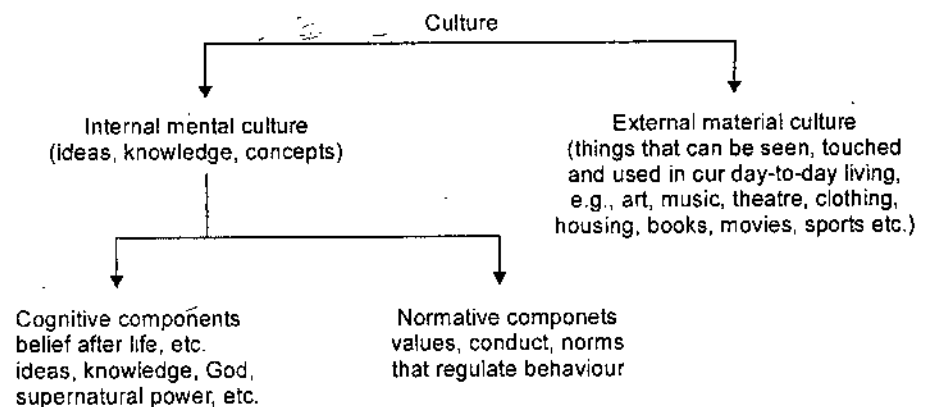 Culture
Internal mental culture
(ideas, knowledge, concepts)
External material culture
(things that can be seen, touched
and used in cur day-to-day living,
e.g., art, music, theatre, clothing,
housing, books, movies, sports etc.)
Cognitive components
belief after life, etc.
ideas, knowledge, God,
supernatural power, etc.
Normative componets
values, conduct, norms
that regulate behaviour